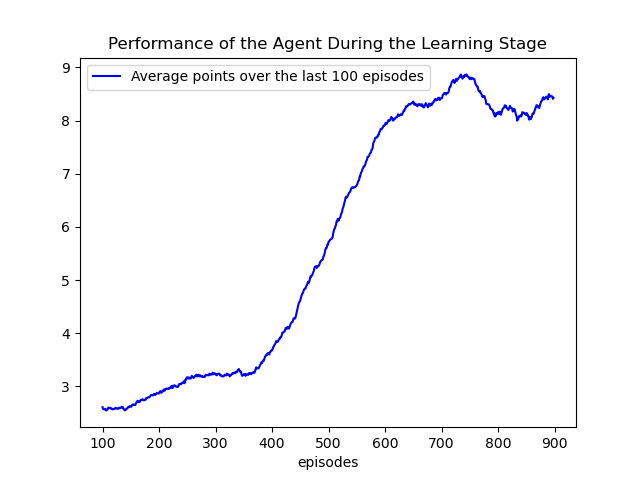 Performance of the Agent During the Learning Stage
Average points over the last 100 episodes
9
8
7
6
5
4
3
100 200 300 400 500 600 700 800 900
episodes